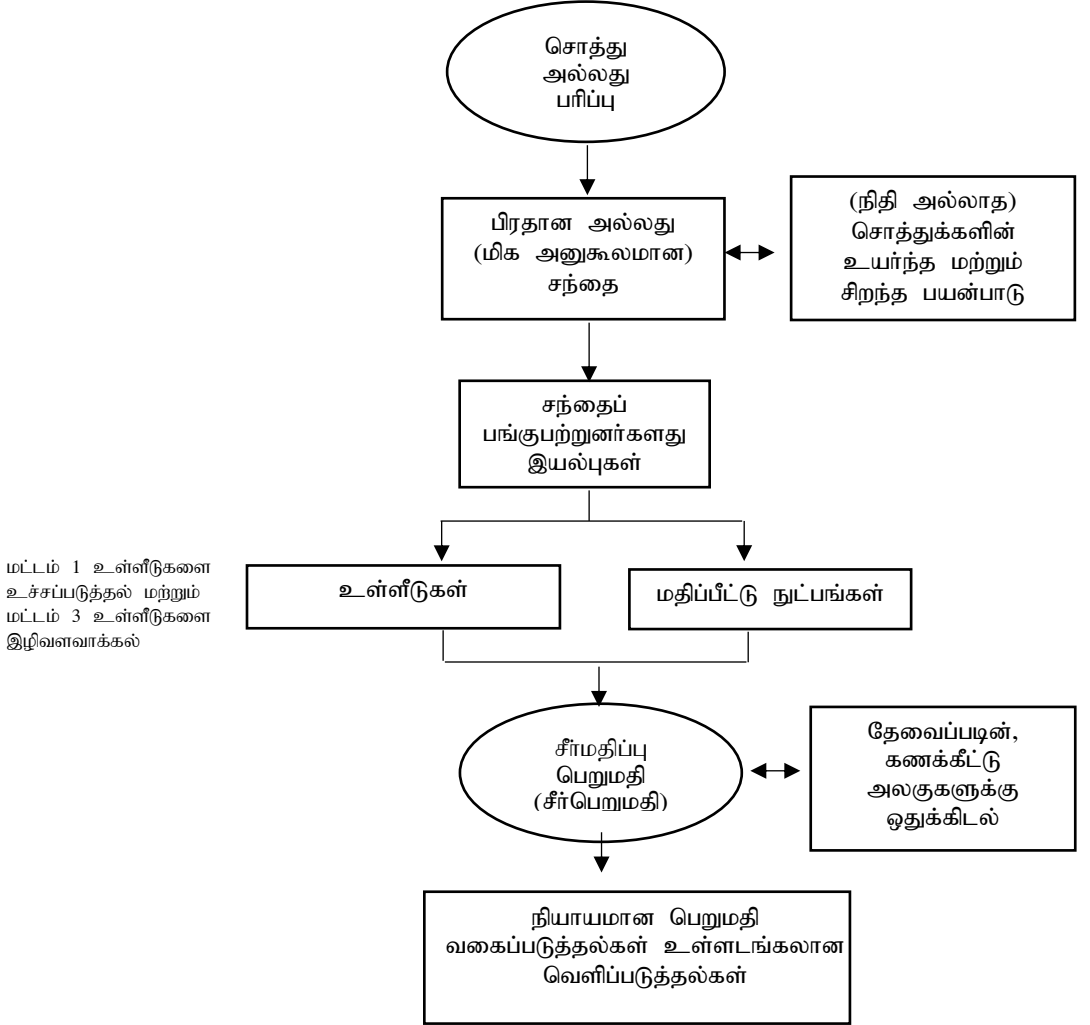 சொத்து
அல்லது
பரிப்பு
பிரதான அல்லது
(மிக அனுகூலமான)
சந்தை
(நிதி அல்லாத)
சொத்துக்களின்
உயர்ந்த மற்றும்
சிறந்த பயன்பாடு
சந்தைப்
பங்குபற்றுனர்களது
இயல்புகள்
மட்டம் 1 உள்ளீடுகளை
உச்சப்படுத்தல் மற்றும்
மட்டம் 3 உள்ளீடுகளை
இழிவளவாக்கல்
உள்ளீடுகள்
மதிப்பீட்டு நுட்பங்கள்
சீர்மதிப்பு
பெறுமதி
(சீர்பெறுமதி)
தேவைப்படின்,
கணக்கீட்டு
அலகுகளுக்கு
ஒதுக்கிடல்
நியாயமான பெறுமதி
வகைப்படுத்தல்கள் உள்ளடங்கலான
வெளிப்படுத்தல்கள்